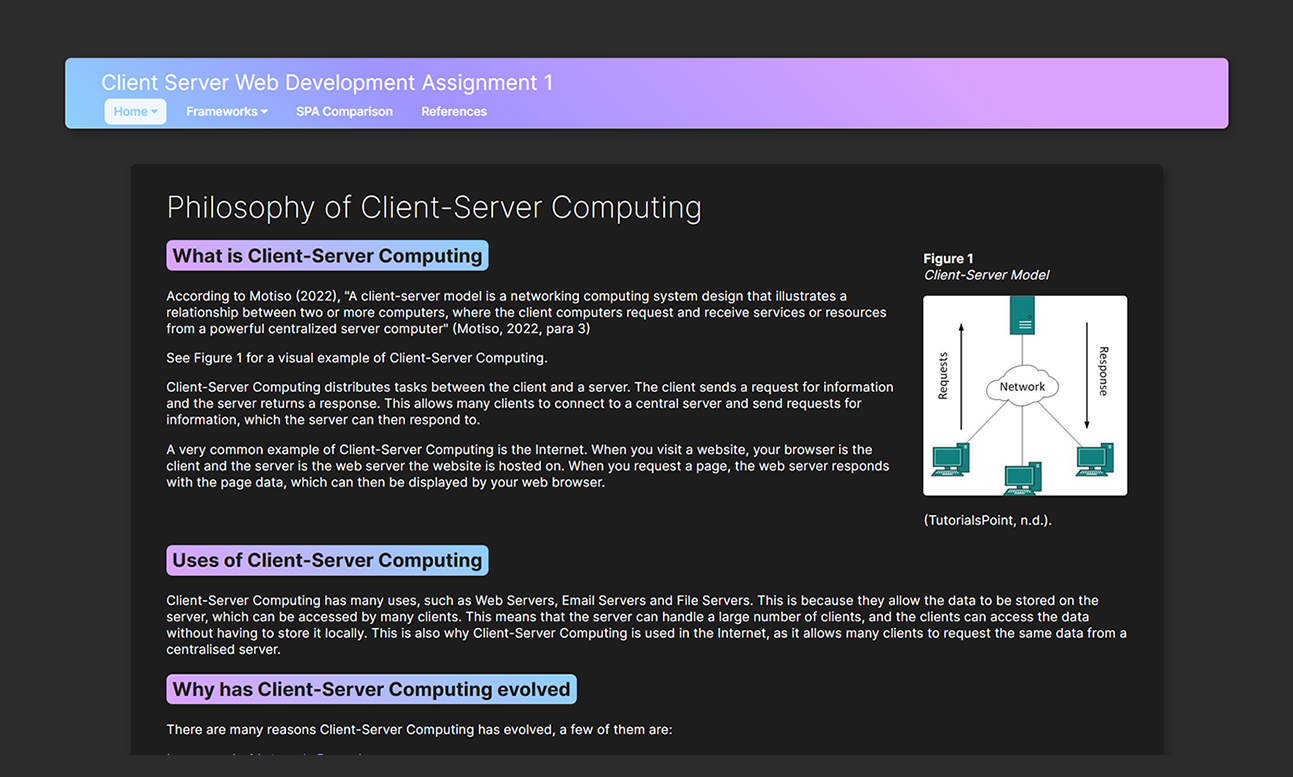 Client Server Web Development Assignment 1
Home
Frameworks
SPA Comparison
References
Philosophy of Client-Server Computing
What is Client-Server Computing
According to Motiso (2022), "A client-server model is a networking computing system design that illustrates a
relationship between two or more computers, where the client computers request and receive services or resources
from a powerful centralized server computer" (Motiso, 2022, para 3)
See Figure 1 for a visual example of Client-Server Computing.
Client-Server Computing distributes tasks between the client and a server. The client sends a request for information
and the server returns a response. This allows many clients to connect to a central server and send requests for
information, which the server can then respond to.
A very common example of Client-Server Computing is the Internet. When you visit a website, your browser is the
client and the server is the web server the website is hosted on. When you request a page, the web server responds
with the page data, which can then be displayed by your web browser.
Figure 1
Client-Server Model
Requests
Network
Response
(TutorialsPoint, n.d.).
Uses of Client-Server Computing
Client-Server Computing has many uses, such as Web Servers, Email Servers and File Servers. This is because they allow the data to be stored on the
server, which can be accessed by many clients. This means that the server can handle a large number of clients, and the clients can access the data
without having to store it locally. This is also why Client-Server Computing is used in the Internet, as it allows many clients to request the same data from a
centralised server.
Why has Client-Server Computing evolved
There are many reasons Client-Server Computing has evolved, a few of them are: